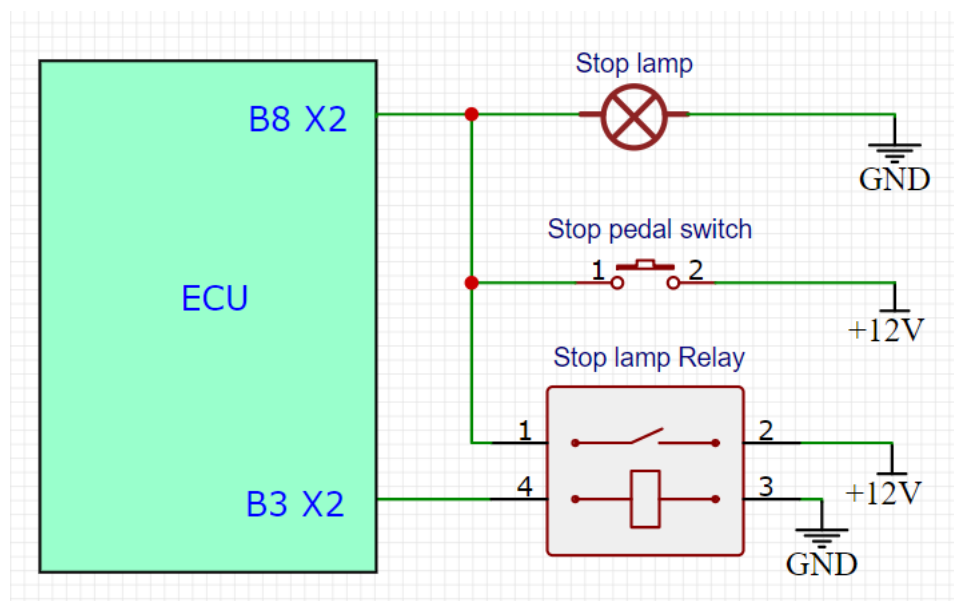 Stop lamp
B8 X2
GND
Stop pedal switch
1 2
ECU
+12V
Stop lamp Relay
1 2
4 3
B3 X2
+12V
GND